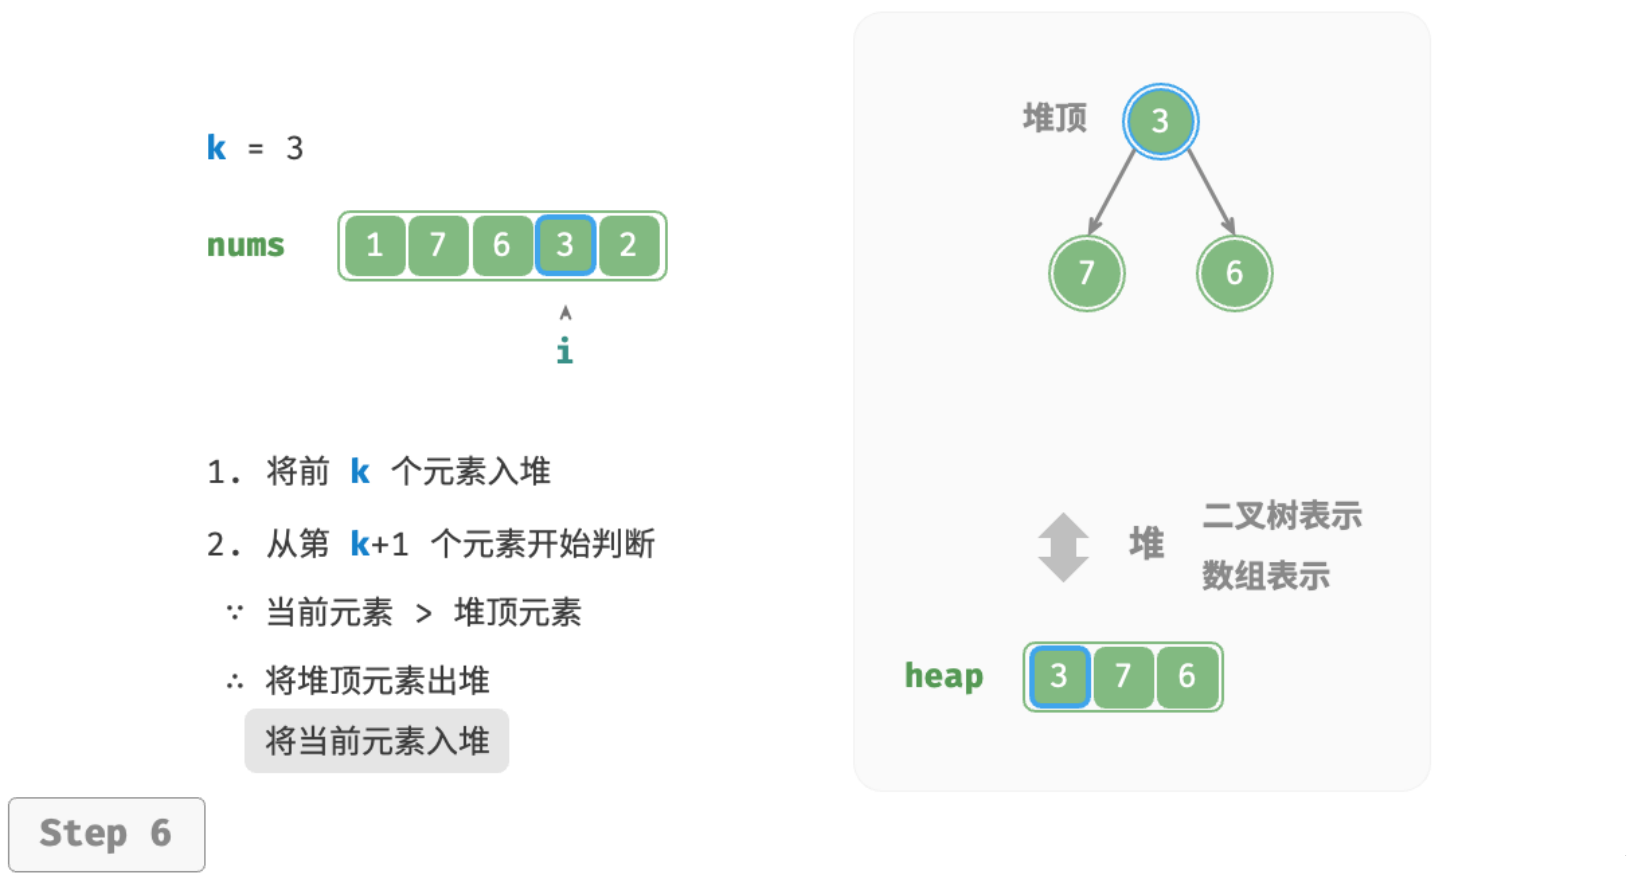 k = 3
nums 1 7 6 3 2
i
1. 将前 k 个元素入堆
2. 从第 k+1 个元素开始判断
∵ 当前元素 > 堆顶元素
∴ 将堆顶元素出堆
将当前元素入堆
Step 6
堆顶 3
7 6
堆 二叉树表示
数组表示
heap 3 7 6